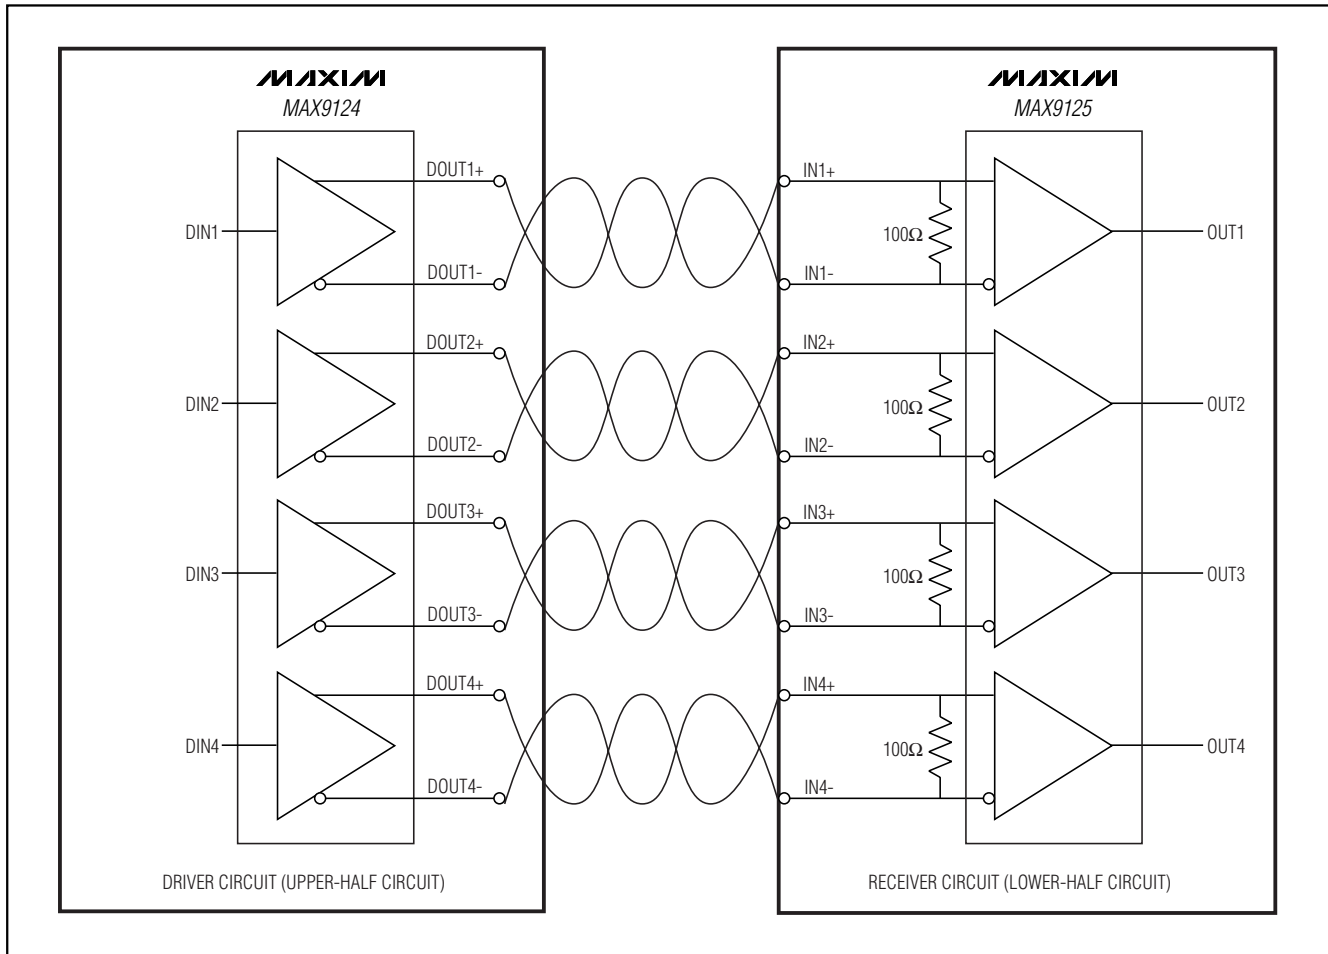 MAXIM
MAX9124
DOUT1+
DIN1
DOUT1-
DOUT2+
DIN2
DOUT2-
DOUT3+
DIN3
DOUT3-
DOUT4+
DIN4
DOUT4-
DRIVER CIRCUIT (UPPER-HALF CIRCUIT)
MAXIM
MAX9125
IN1+
100Ω
OUT1
IN1-
IN2+
100Ω
OUT2
IN2-
IN3+
100Ω
OUT3
IN3-
IN4+
100Ω
OUT4
IN4-
RECEIVER CIRCUIT (LOWER-HALF CIRCUIT)